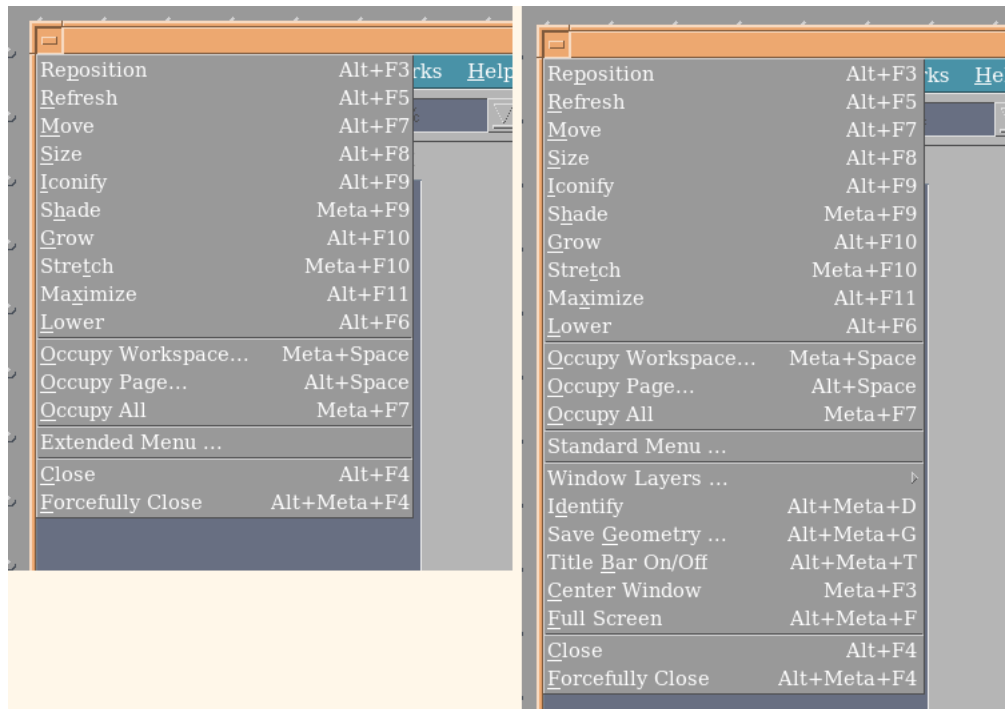 rks Help
Reposition Alt+F3
Refresh Alt+F5
Move Alt+F7
Size Alt+F8
Iconify Alt+F9
Shade Meta+F9
Grow Alt+F10
Stretch Meta+F10
Maximize Alt+F11
Lower Alt+F6
Occupy Workspace... Meta+Space
Occupy Page... Alt+Space
Occupy All Meta+F7
Extended Menu ...
Close Alt+F4
Forcefully Close Alt+Meta+F4
ks He
Reposition Alt+F3
Refresh Alt+F5
Move Alt+F7
Size Alt+F8
Iconify Alt+F9
Shade Meta+F9
Grow Alt+F10
Stretch Meta+F10
Maximize Alt+F11
Lower Alt+F6
Occupy Workspace... Meta+Space
Occupy Page... Alt+Space
Occupy All Meta+F7
Standard Menu ...
Window Layers ...
Identify Alt+Meta+D
Save Geometry ... Alt+Meta+G
Title Bar On/Off Alt+Meta+T
Center Window Meta+F3
Full Screen Alt+Meta+F
Close Alt+F4
Forcefully Close Alt+Meta+F4